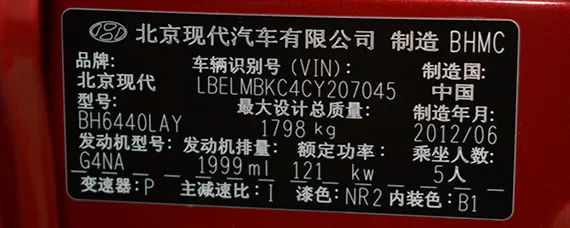 北京现代汽车有限公司 制造 BHMC
品牌: 车辆识别号(VIN): 制造国:
北京现代 LBELMBKC4CY207045 中国
型号: 最大设计总质量: 制造年月:
BH6440LAY 1798 kg 2012/06
发动机型号: 发动机排量: 额定功率: 乘坐人数:
G4NA 1999 ml 121 kw 5人
变速器: P 主减速比: I 漆色: NR2 内装色: B1